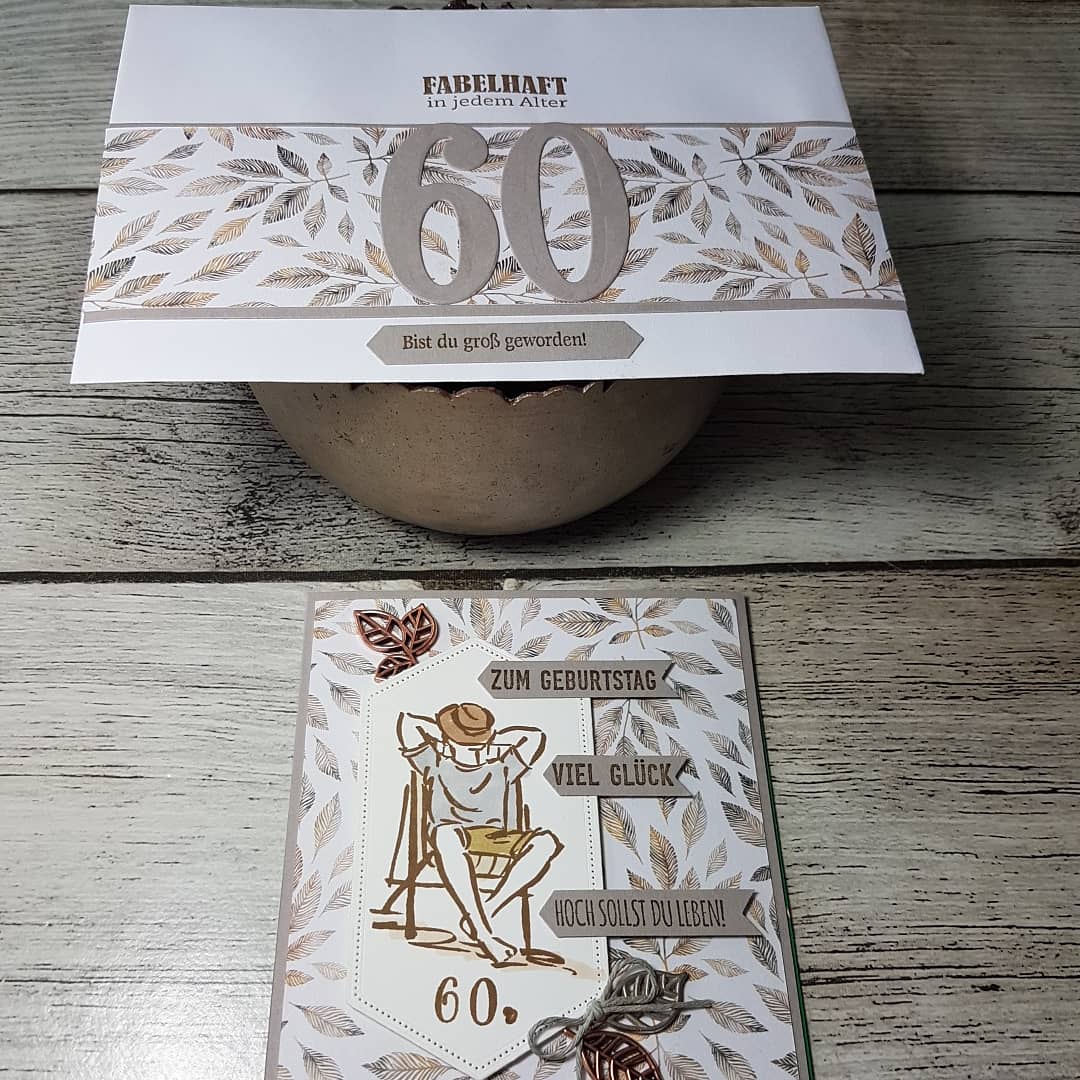 FABELHAFT
in jedem Alter
60
Bist du groß geworden!
ZUM GEBURTSTAG
VIEL GLÜCK
HOCH SOLLST DU LEBEN!
60.